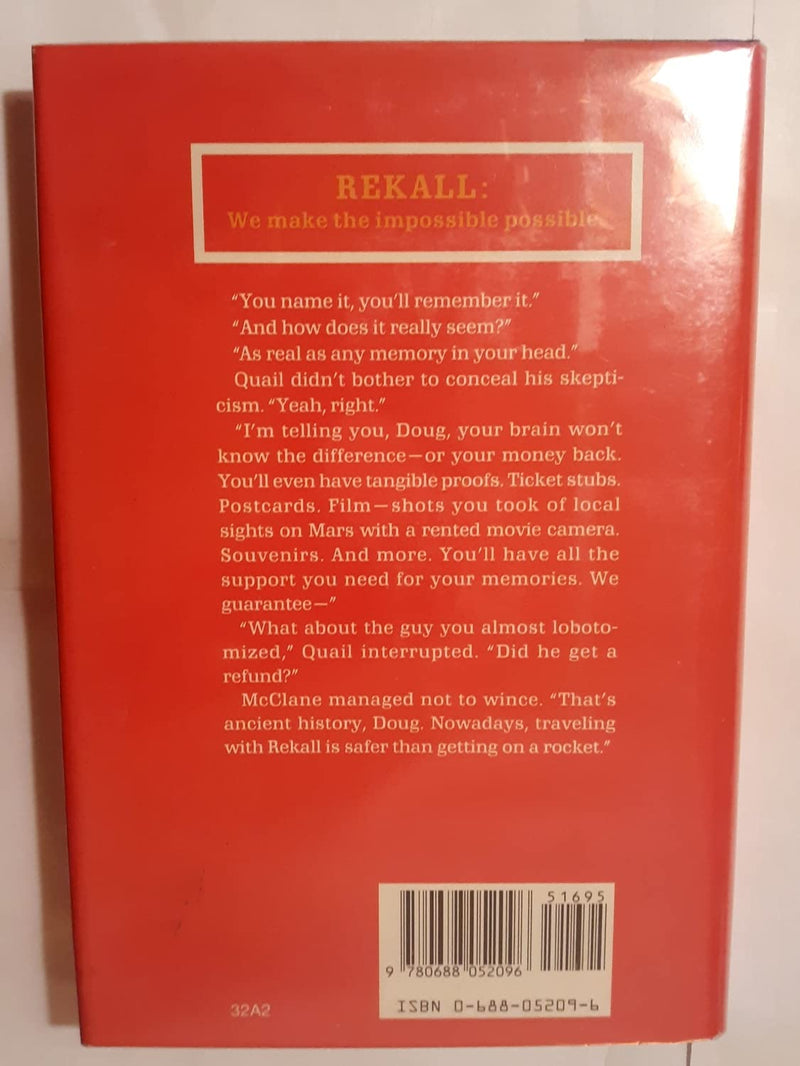 REKALL:
We make the impossible possible.
“You name it, you’ll remember it.”
“And how does it really seem?”
“As real as any memory in your head.”
Quail didn’t bother to conceal his skepti-
cism. “Yeah, right.”
“I’m telling you, Doug, your brain won’t
know the difference—or your money back.
You’ll even have tangible proofs. Ticket stubs.
Postcards. Film—shots you took of local
sights on Mars with a rented movie camera.
Souvenirs. And more. You’ll have all the
support you need for your memories. We
guarantee—”
“What about the guy you almost loboto-
mized,” Quail interrupted. “Did he get a
refund?”
McClane managed not to wince. “That’s
ancient history, Doug. Nowadays, traveling
with Rekall is safer than getting on a rocket.”
51695
9 780688 052096
ISBN 0-688-05209-6
32A2